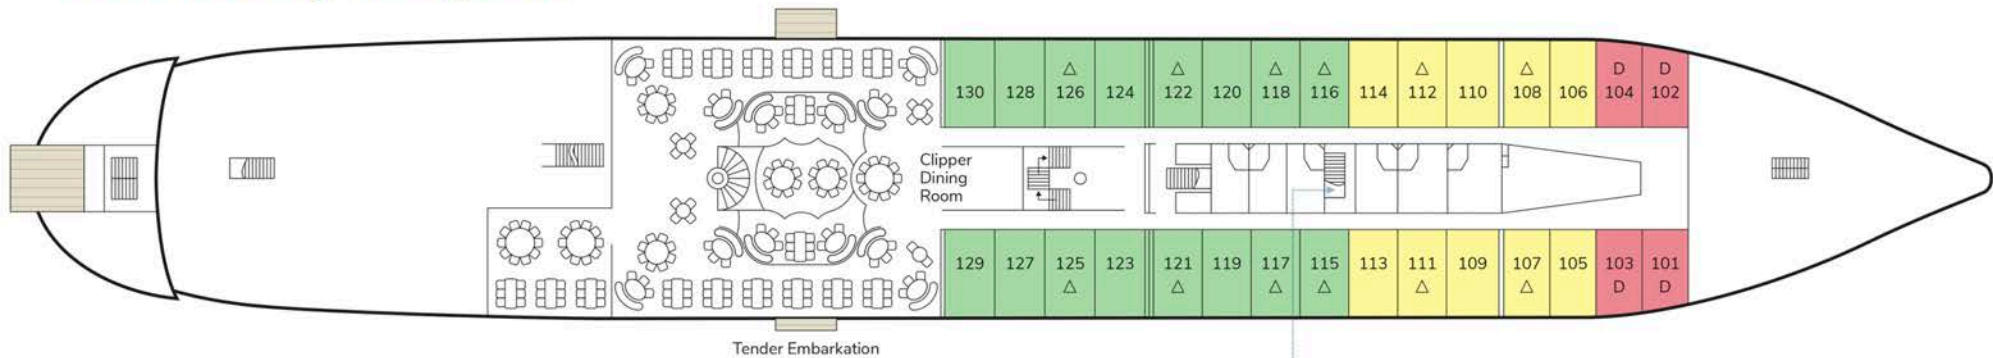 130 128 △ 126 124 △ 122 120 △ 118 △ 116 114 △ 112 110 △ 108 106 D 104 D 102
Clipper
Dining
Room
129 127 125 △ 123 121 △ 119 117 △ 115 △ 113 111 △ 109 107 △ 105 103 D 101 D
Tender Embarkation